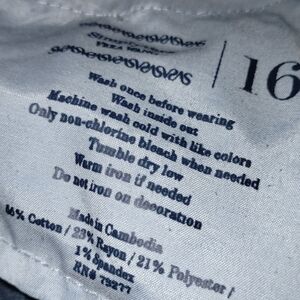 16
Wash once before wearing
Wash inside out
Machine wash cold with like colors
Only non-chlorine bleach when needed
Tumble dry low
Warm iron if needed
Do not iron on decoration
Made in Cambodia
Cotton / 23% Rayon / 21% Polyester /
1% Spandex
RN# 73277